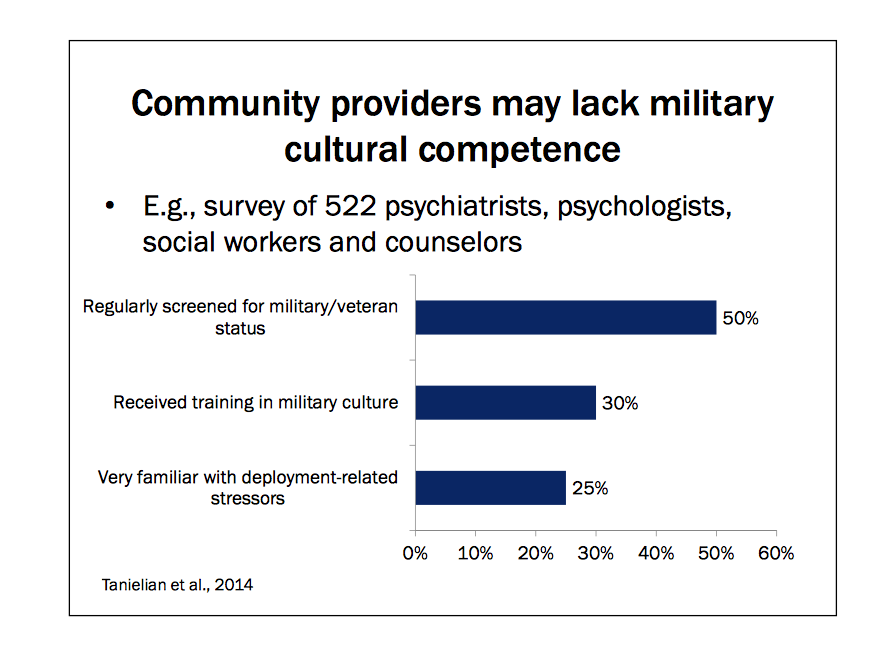 Community providers may lack military
cultural competence
• E.g., survey of 522 psychiatrists, psychologists,
social workers and counselors
Regularly screened for military/veteran
status
50%
Received training in military culture
30%
Very familiar with deployment-related
stressors
25%
0% 10% 20% 30% 40% 50% 60%
Tanielian et al., 2014